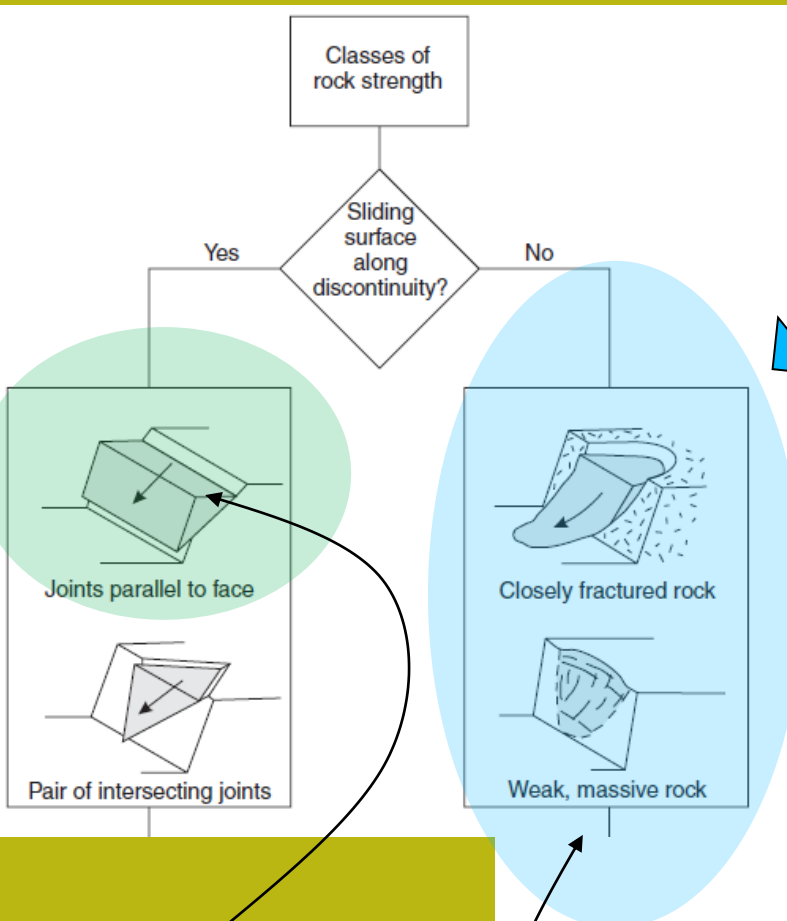 Classes of
rock strength
Sliding
surface
along
discontinuity?
Yes
No
Joints parallel to face
Closely fractured rock
Pair of intersecting joints
Weak, massive rock